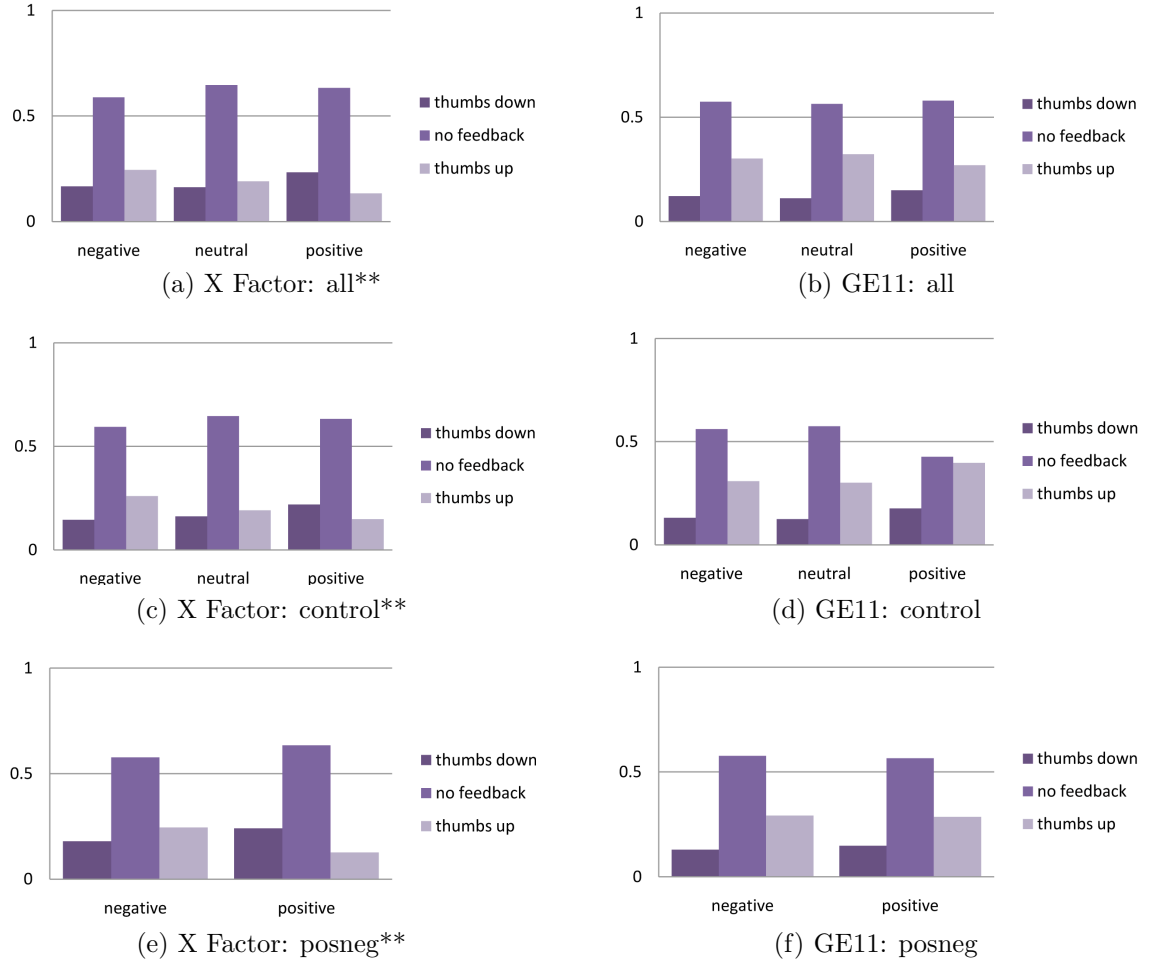 1
0.5
0
negative neutral positive
thumbs down
no feedback
thumbs up
(a) X Factor: all**
1
0.5
0
negative neutral positive
thumbs down
no feedback
thumbs up
(b) GE11: all
1
0.5
0
negative neutral positive
thumbs down
no feedback
thumbs up
(c) X Factor: control**
1
0.5
0
negative neutral positive
thumbs down
no feedback
thumbs up
(d) GE11: control
1
0.5
0
negative positive
thumbs down
no feedback
thumbs up
(e) X Factor: posneg**
1
0.5
0
negative positive
thumbs down
no feedback
thumbs up
(f) GE11: posneg